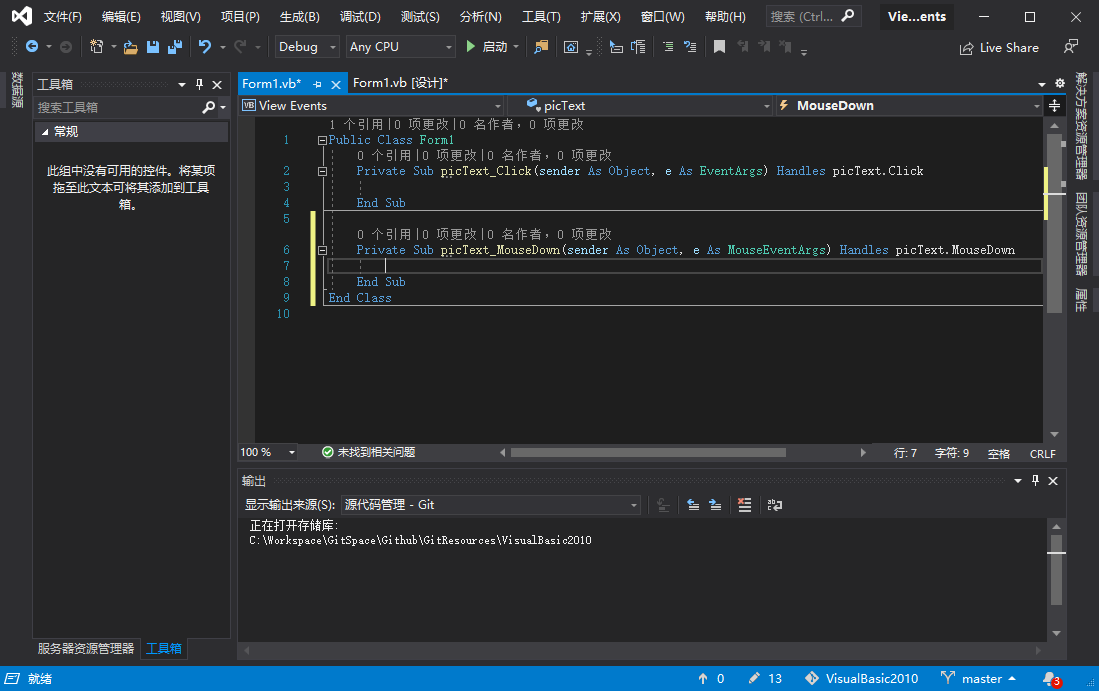 文件(F) 编辑(E) 视图(V) 项目(P) 生成(B) 调试(D) 测试(S) 分析(N) 工具(T) 扩展(X) 窗口(W) 帮助(H) 搜索 (Ctrl... Vie...ents
Debug Any CPU 启动 Live Share
数据源
工具箱
搜索工具箱
常规
此组中没有可用的控件。将某项
拖至此文本可将其添加到工具
箱。
服务器资源管理器 工具箱
Form1.vb* Form1.vb [设计]*
VB View Events picText MouseDown
1 个引用|0 项更改|0 名作者，0 项更改
1 Public Class Form1
0 个引用|0 项更改|0 名作者，0 项更改
2 Private Sub picText_Click(sender As Object, e As EventArgs) Handles picText.Click
3
4 End Sub
5
0 个引用|0 项更改|0 名作者，0 项更改
6 Private Sub picText_MouseDown(sender As Object, e As MouseEventArgs) Handles picText.MouseDown
7
8 End Sub
9 End Class
10
100 % 未找到相关问题 行: 7 字符: 9 空格 CRLF
输出
显示输出来源(S): 源代码管理 - Git
正在打开存储库:
C:\Workspace\GitSpace\Github\GitResources\VisualBasic2010
解决方案资源管理器
团队资源管理器
属性
就绪 0 13 VisualBasic2010 master 3